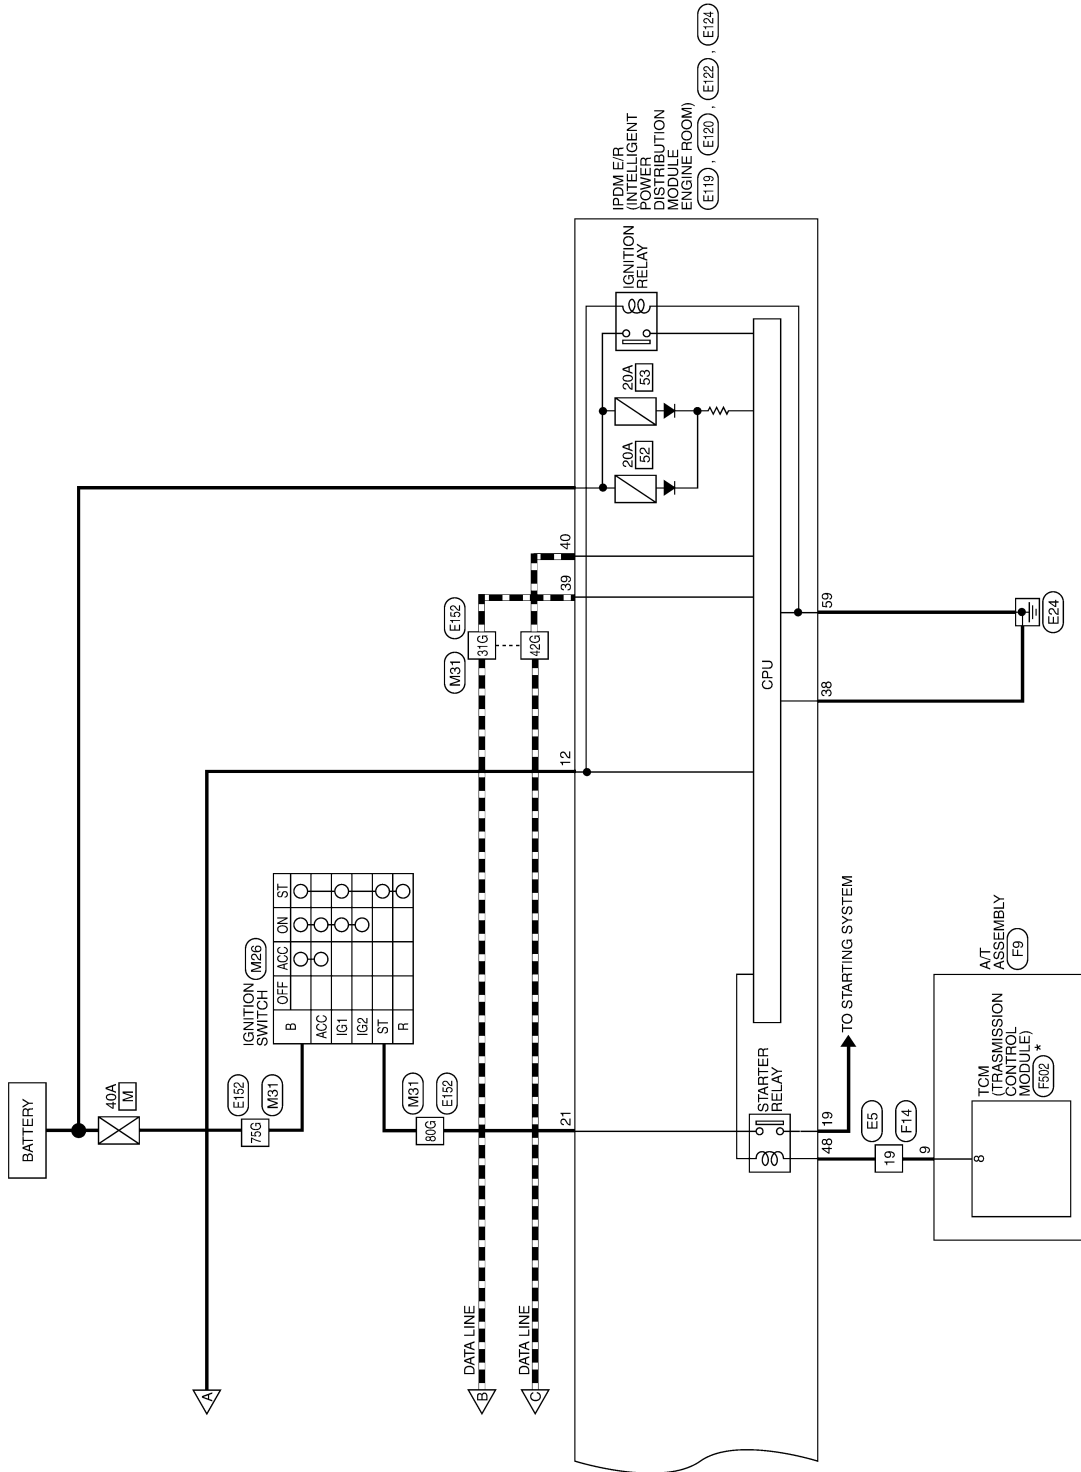 BATTERY
40A
M
75G
E152
M31
IGNITION
SWITCH
M26
OFF
ACC
ON
ST
B
ACC
IG1
IG2
ST
R
80G
M31
E152
A
B
DATA LINE
C
DATA LINE
31G
M31
E152
42G
21
12
39
40
IPDM E/R
(INTELLIGENT
POWER
DISTRIBUTION
MODULE
ENGINE ROOM)
E119 , E120 , E122 , E124
20A
52
20A
53
IGNITION
RELAY
CPU
STARTER
RELAY
48
19
38
59
TO STARTING SYSTEM
19
E5
F14
9
8
A/T
ASSEMBLY
F9
TCM
(TRASMISSION
CONTROL
MODULE)
F502 *
E24